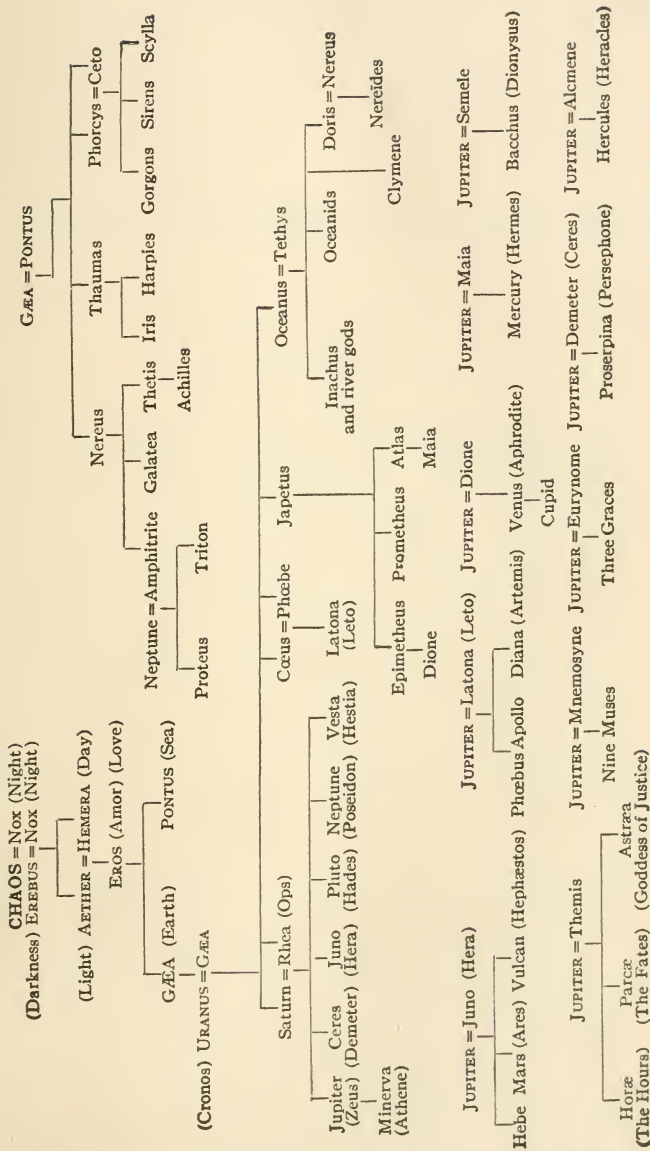 CHAOS = Nox (Night)
(Darkness) EREBUS = Nox (Night)
(Light) AETHER = HEMERA (Day)
EROS (Amor) (Love)
GÆA (Earth) PONTUS (Sea)
(Cronos) URANUS = GÆA
GÆA = PONTUS
Nereus Thaumas Phorcys = Ceto
Neptune = Amphitrite Galatea Thetis Iris Harpies Gorgons Sirens Scylla
Achilles
Proteus Triton
Saturn = Rhea (Ops) Cœus = Phœbe Japetus Oceanus = Tethys
Jupiter Ceres Juno Pluto Neptune Vesta
(Zeus) (Demeter) (Hera) (Hades) (Poseidon) (Hestia)
Minerva
(Athene)
Latona
(Leto)
Epimetheus Prometheus Atlas
Dione Maia
Inachus Oceanids Doris = Nereus
and river gods
Clymene Nereïdes
JUPITER = Juno (Hera) JUPITER = Latona (Leto) JUPITER = Dione JUPITER = Maia JUPITER = Semele
Hebe Mars (Ares) Vulcan (Hephæstos) Phœbus Apollo Diana (Artemis) Venus (Aphrodite) Mercury (Hermes) Bacchus (Dionysus)
Cupid
JUPITER = Themis JUPITER = Mnemosyne JUPITER = Eurynome JUPITER = Demeter (Ceres) JUPITER = Alcmene
Nine Muses Three Graces Proserpina (Persephone) Hercules (Heracles)
Horæ Parcæ Astræa
(The Hours) (The Fates) (Goddess of Justice)